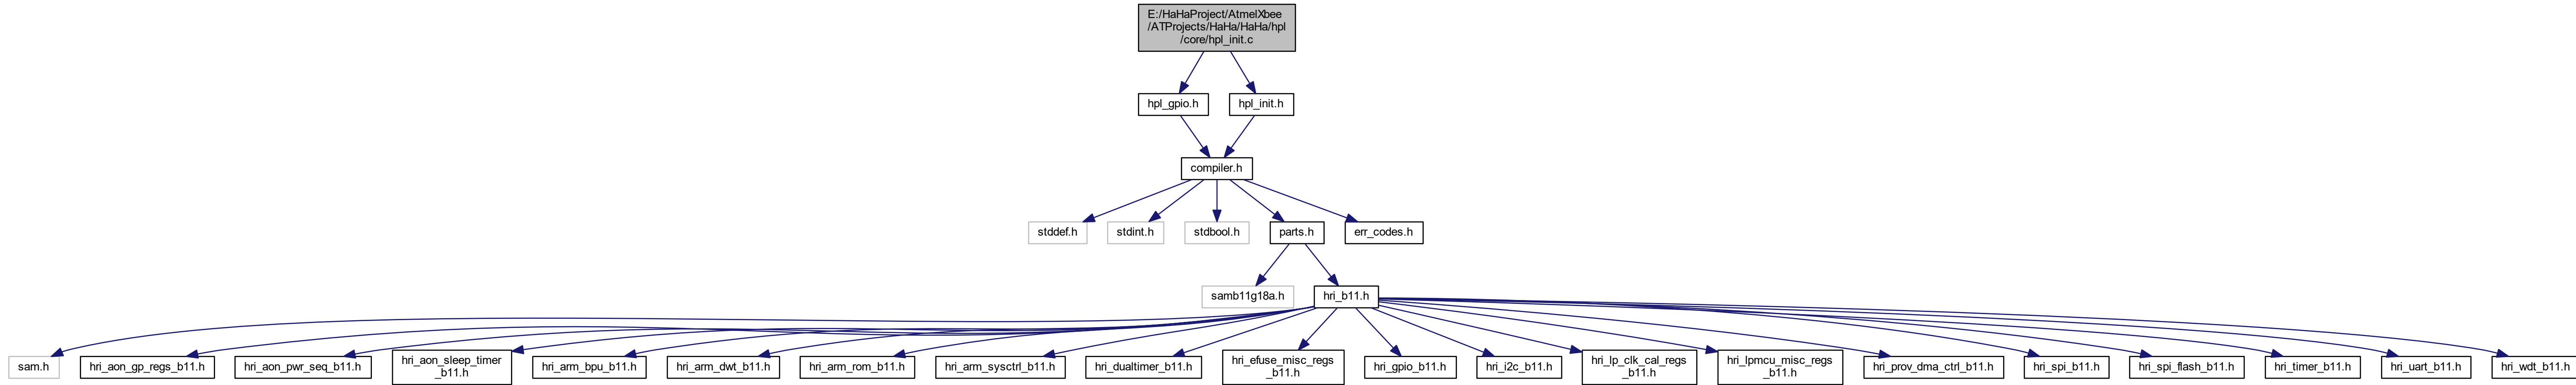 E:/HaHaProject/AtmelXbee
/ATProjects/HaHa/HaHa/hpl
/core/hpl_init.c
hpl_gpio.h
hpl_init.h
compiler.h
stddef.h
stdint.h
stdbool.h
parts.h
err_codes.h
samb11g18a.h
hri_b11.h
sam.h
hri_aon_gp_regs_b11.h
hri_aon_pwr_seq_b11.h
hri_aon_sleep_timer
_b11.h
hri_arm_bpu_b11.h
hri_arm_dwt_b11.h
hri_arm_rom_b11.h
hri_arm_sysctrl_b11.h
hri_dualtimer_b11.h
hri_efuse_misc_regs
_b11.h
hri_gpio_b11.h
hri_i2c_b11.h
hri_lp_clk_cal_regs
_b11.h
hri_lpmcu_misc_regs
_b11.h
hri_prov_dma_ctrl_b11.h
hri_spi_b11.h
hri_spi_flash_b11.h
hri_timer_b11.h
hri_uart_b11.h
hri_wdt_b11.h